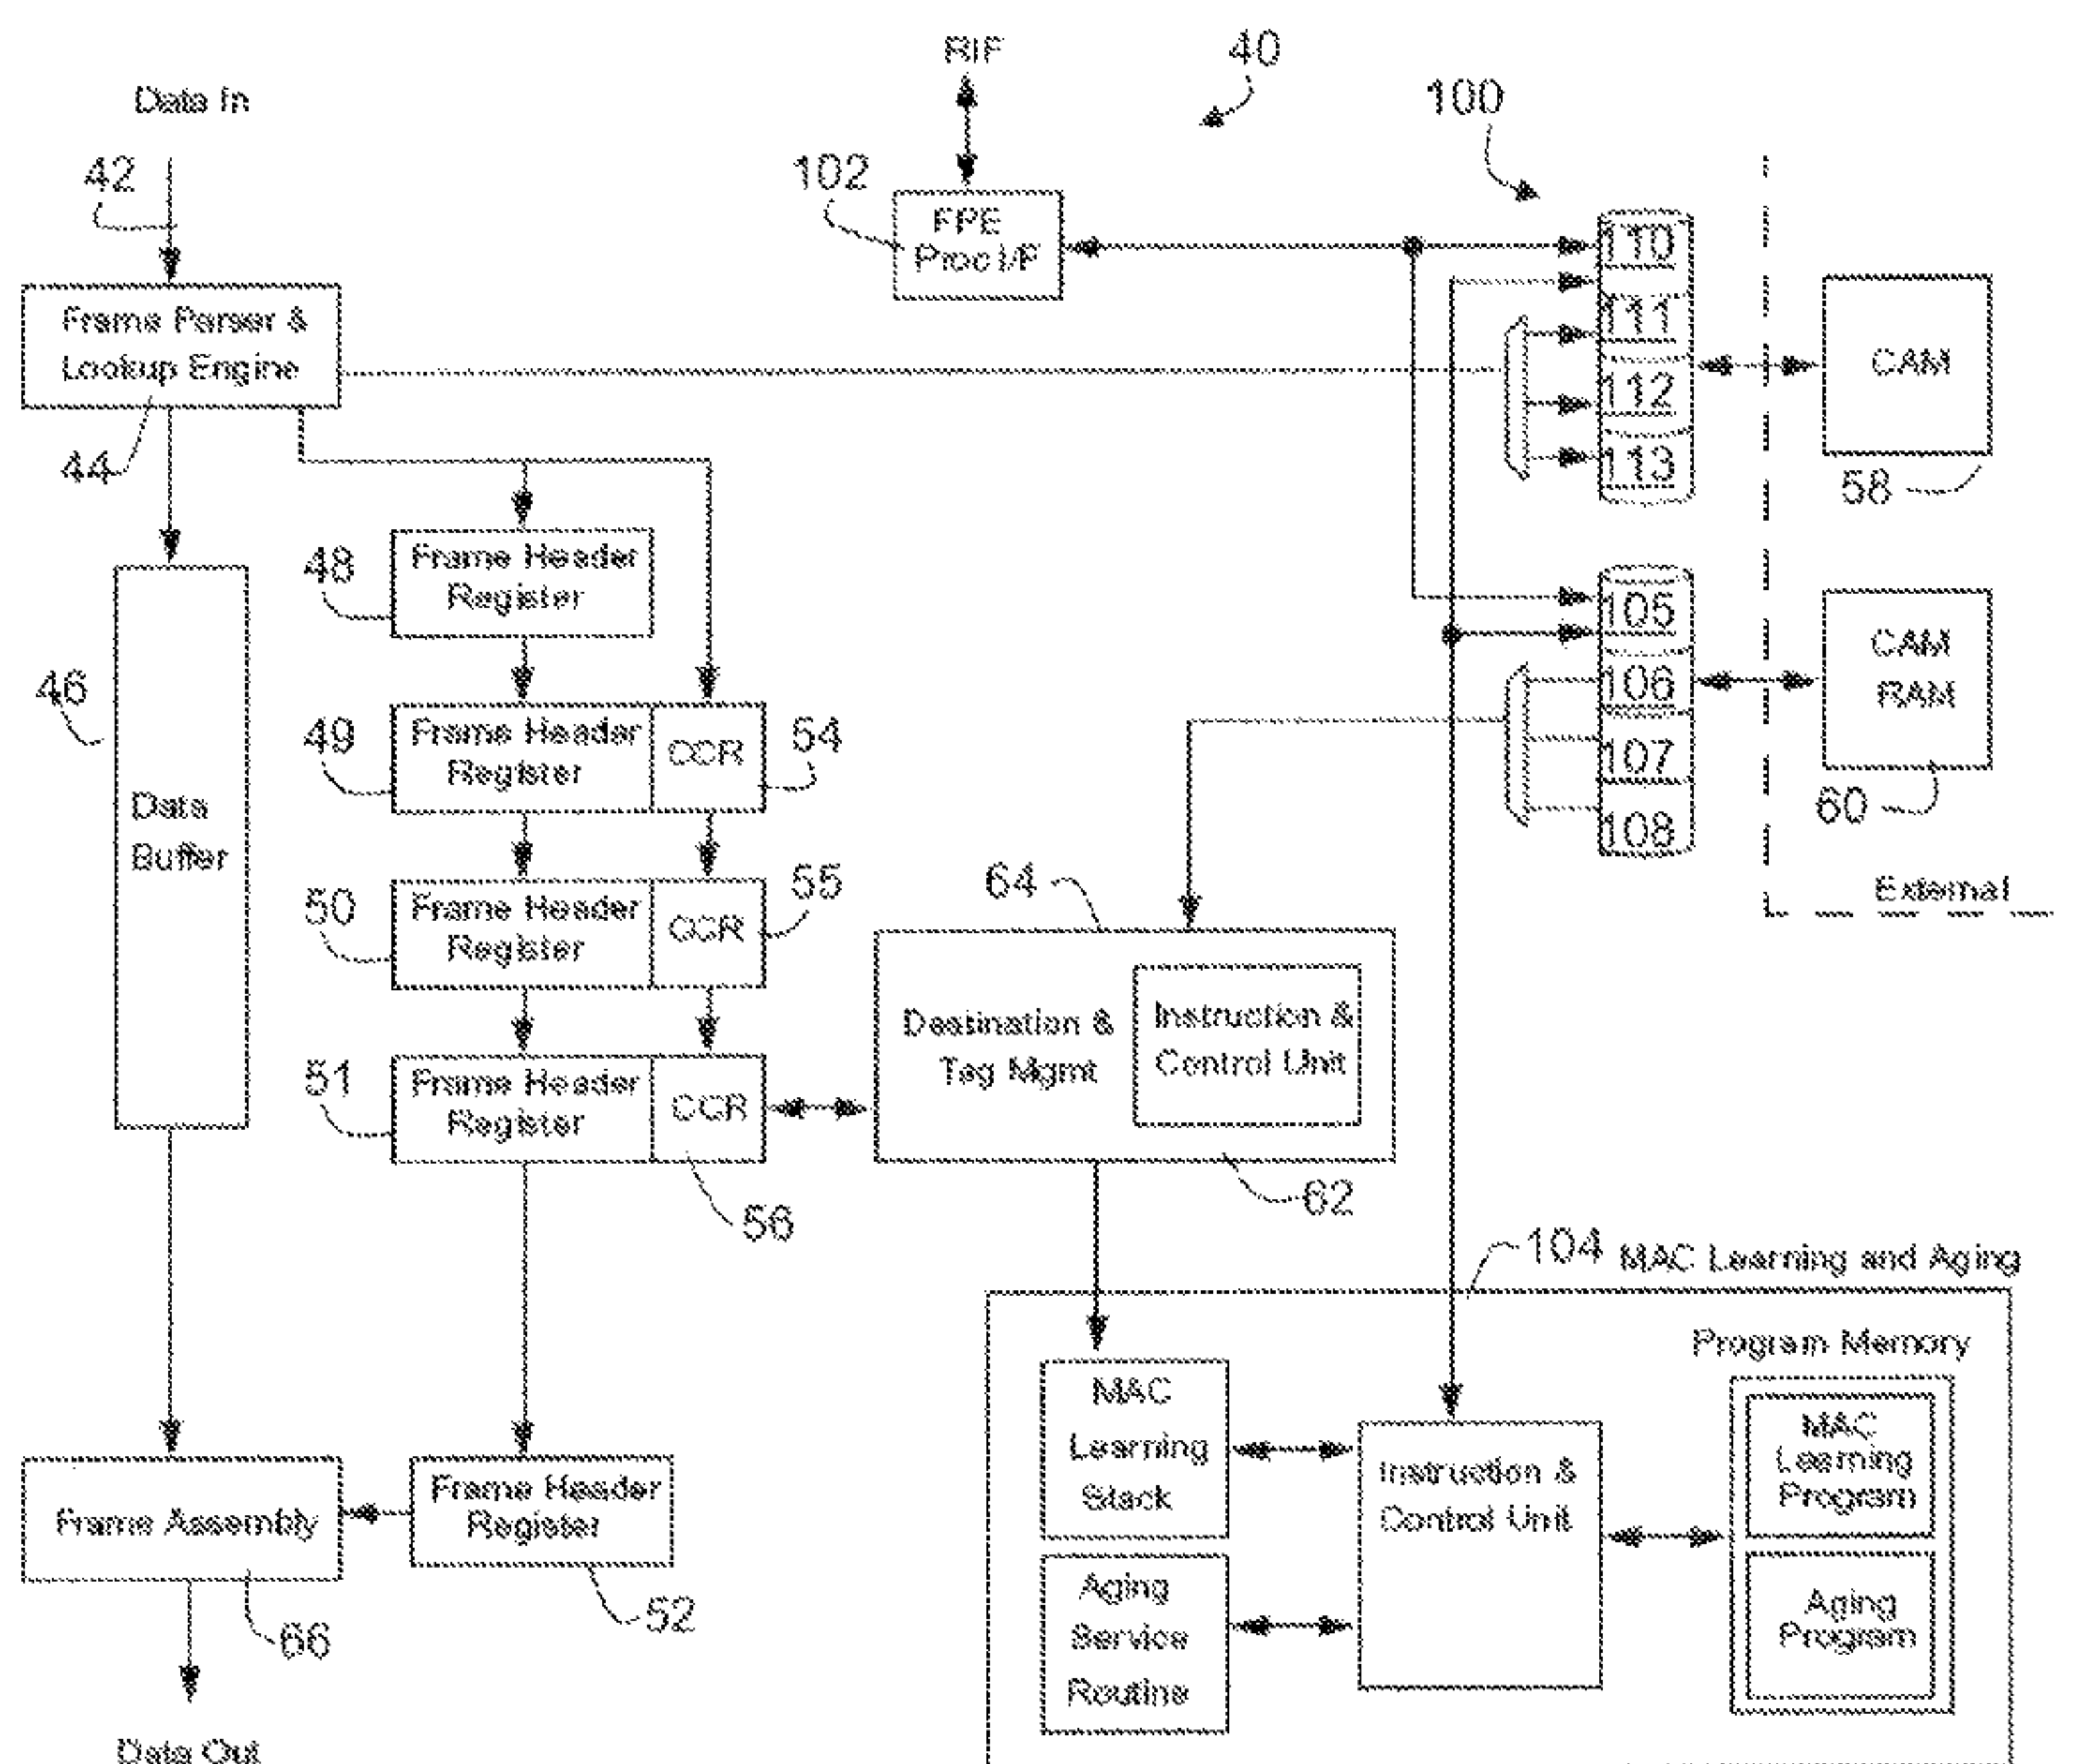 RIF
40
Data In
100
42
102
FPE
Proc I/F
110
Frame Parser &
Lookup Engine
111
CAM
112
44
113
58
48
Frame Header
Register
105
CAM
RAM
46
106
49
Frame Header
Register
CCR
54
107
60
Data
Buffer
108
64
55
External
50
Frame Header
Register
CCR
Destination &
Tag Mgmt
Instruction &
Control Unit
51
Frame Header
Register
CCR
62
56
104
MAC Learning and Aging
Program Memory
MAC
Learning
Stack
MAC
Learning
Program
Instruction &
Control Unit
Frame Assembly
Frame Header
Register
Aging
Service
Routine
Aging
Program
52
66
Data Out